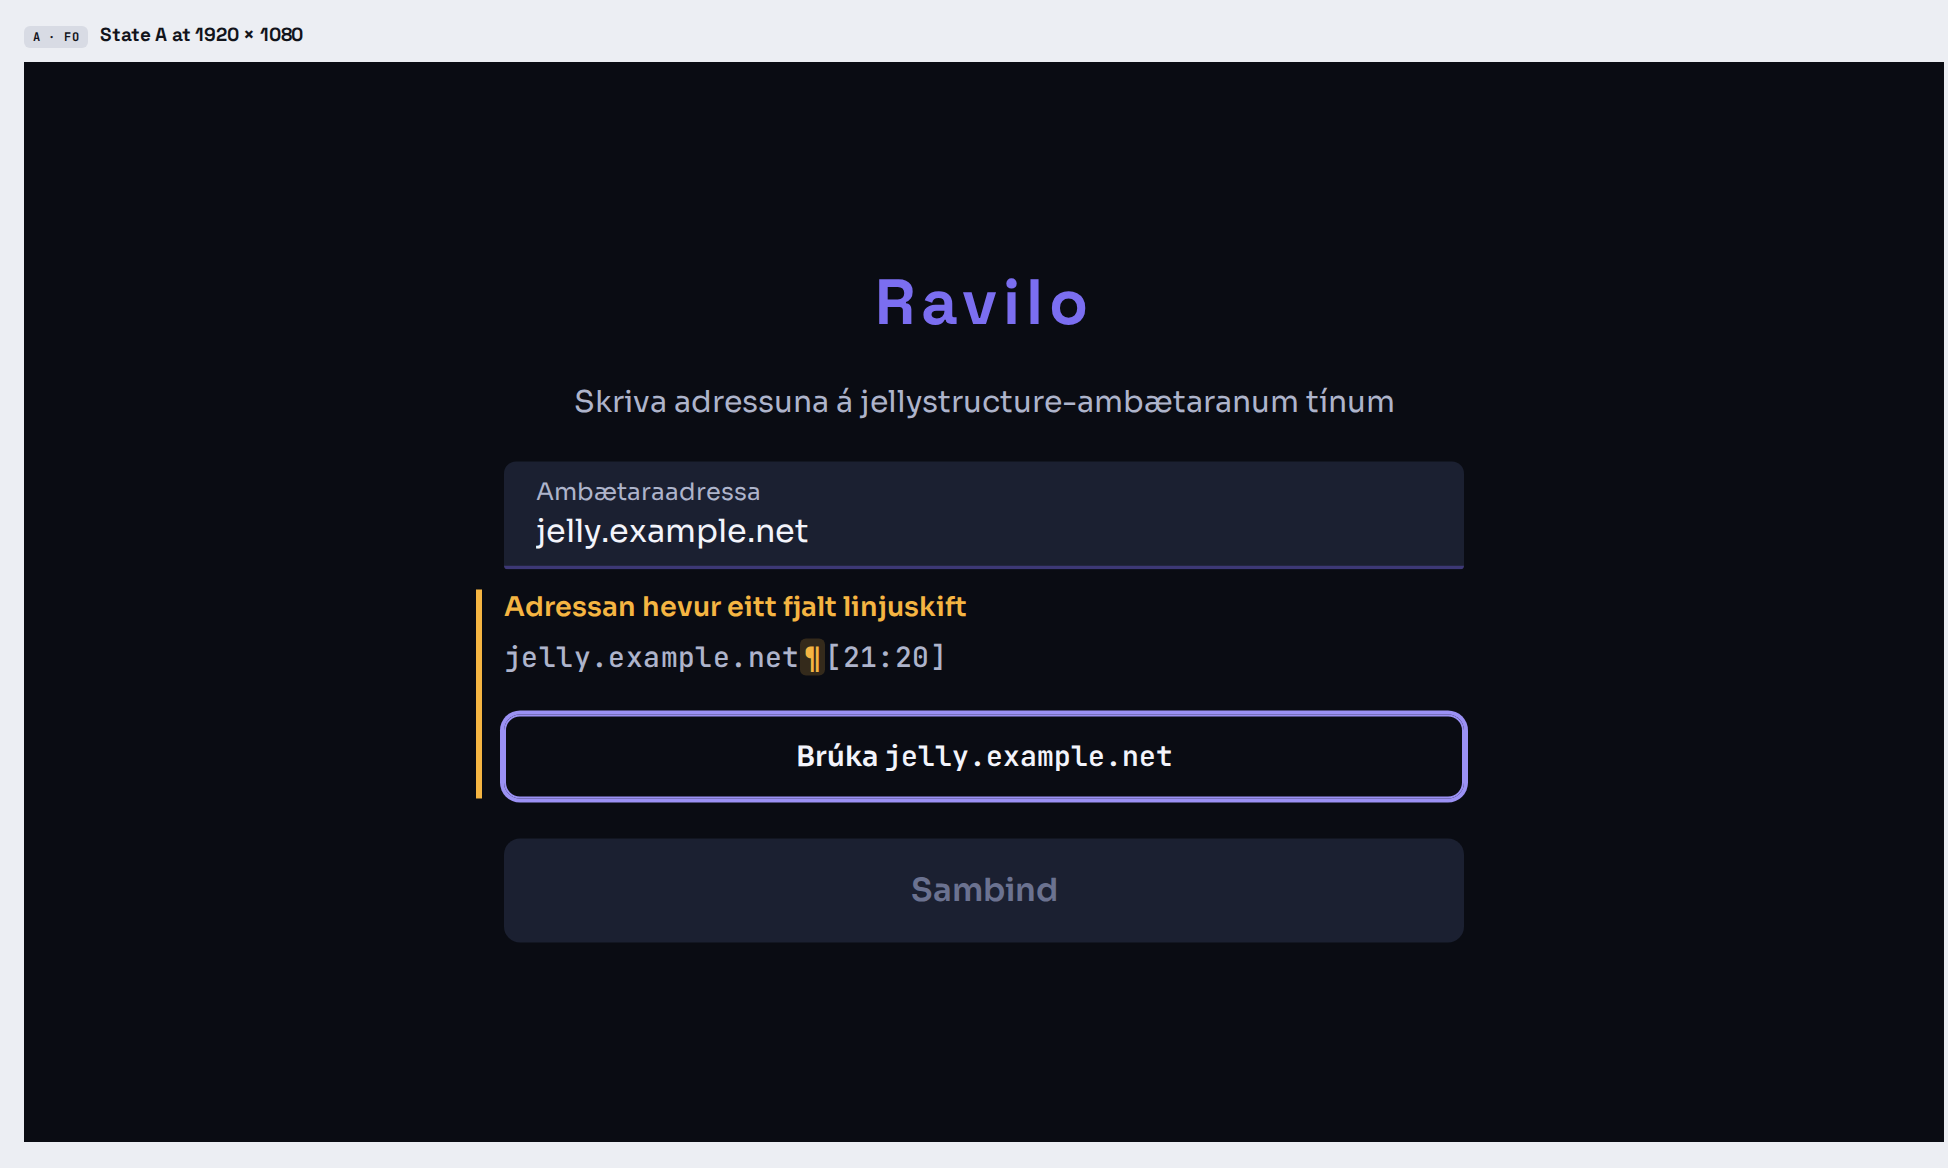 A · FO State A at 1920 × 1080
Ravilo
Skriva adressuna á jellystructure-ambætaranum tínum
Ambætaraadressa
jelly.example.net
Adressan hevur eitt fjalt linjuskift
jelly.example.net¶[21:20]
Brúka jelly.example.net
Sambind